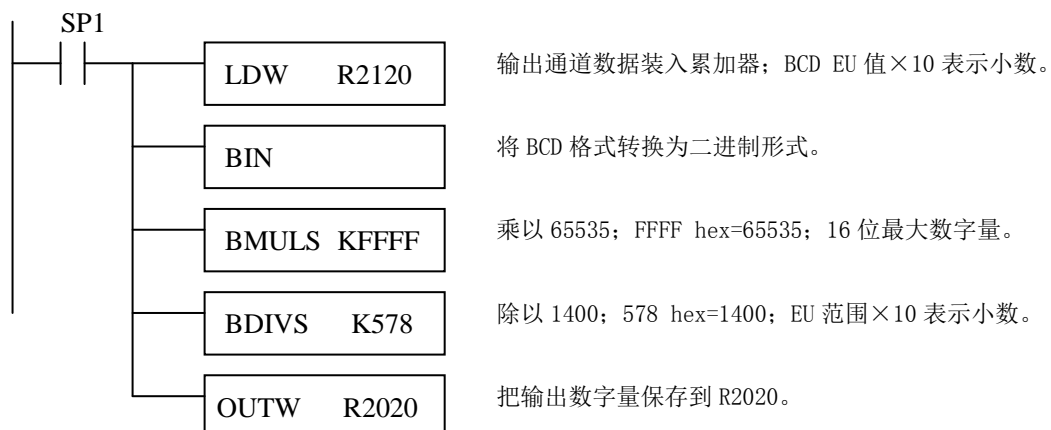 SP1
LDW R2120 输出通道数据装入累加器；BCD EU 值×10 表示小数。
BIN 将 BCD 格式转换为二进制形式。
BMULS KFFFF 乘以 65535；FFFF hex=65535；16 位最大数字量。
BDIVS K578 除以 1400；578 hex=1400；EU 范围×10 表示小数。
OUTW R2020 把输出数字量保存到 R2020。